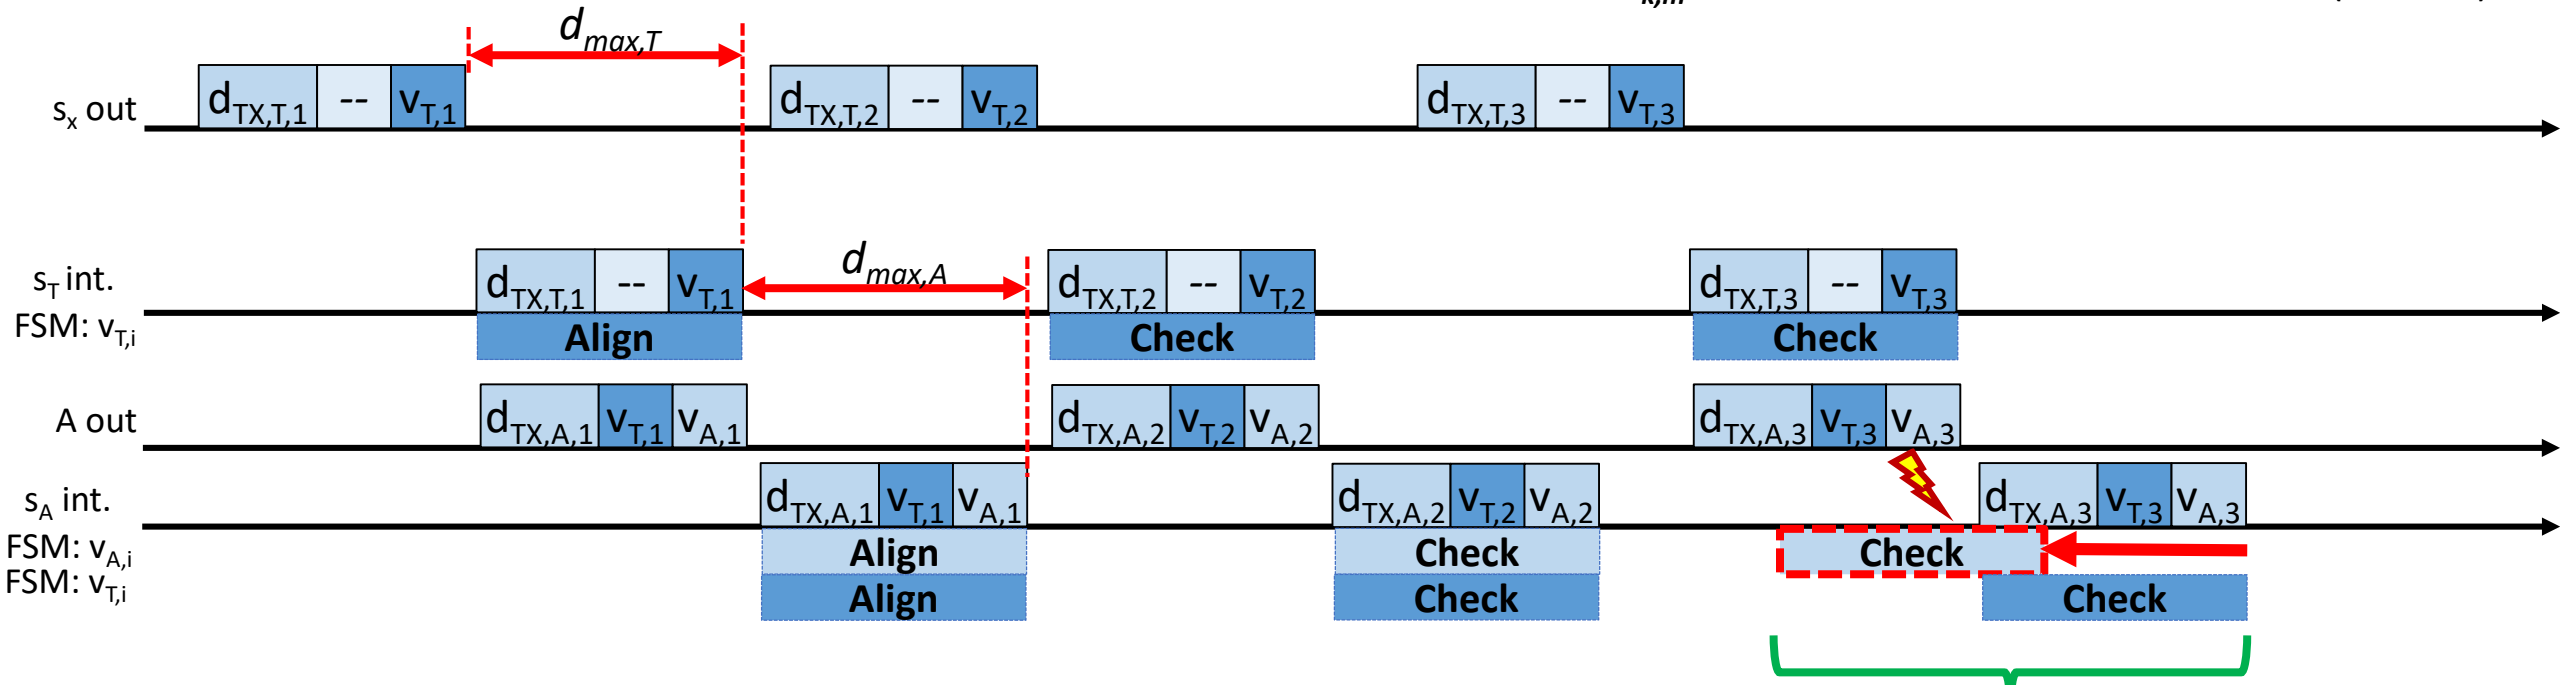 d_max,T
s_x out d_TX,T,1 -- v_T,1 d_TX,T,2 -- v_T,2 d_TX,T,3 -- v_T,3
d_max,A
s_T int. d_TX,T,1 -- v_T,1 d_TX,T,2 -- v_T,2 d_TX,T,3 -- v_T,3
FSM: v_T,i Align Check Check
A out d_TX,A,1 v_T,1 v_A,1 d_TX,A,2 v_T,2 v_A,2 d_TX,A,3 v_T,3 v_A,3
s_A int. d_TX,A,1 v_T,1 v_A,1 d_TX,A,2 v_T,2 v_A,2 d_TX,A,3 v_T,3 v_A,3
FSM: v_A,i Align Check Check
FSM: v_T,i Align Check Check